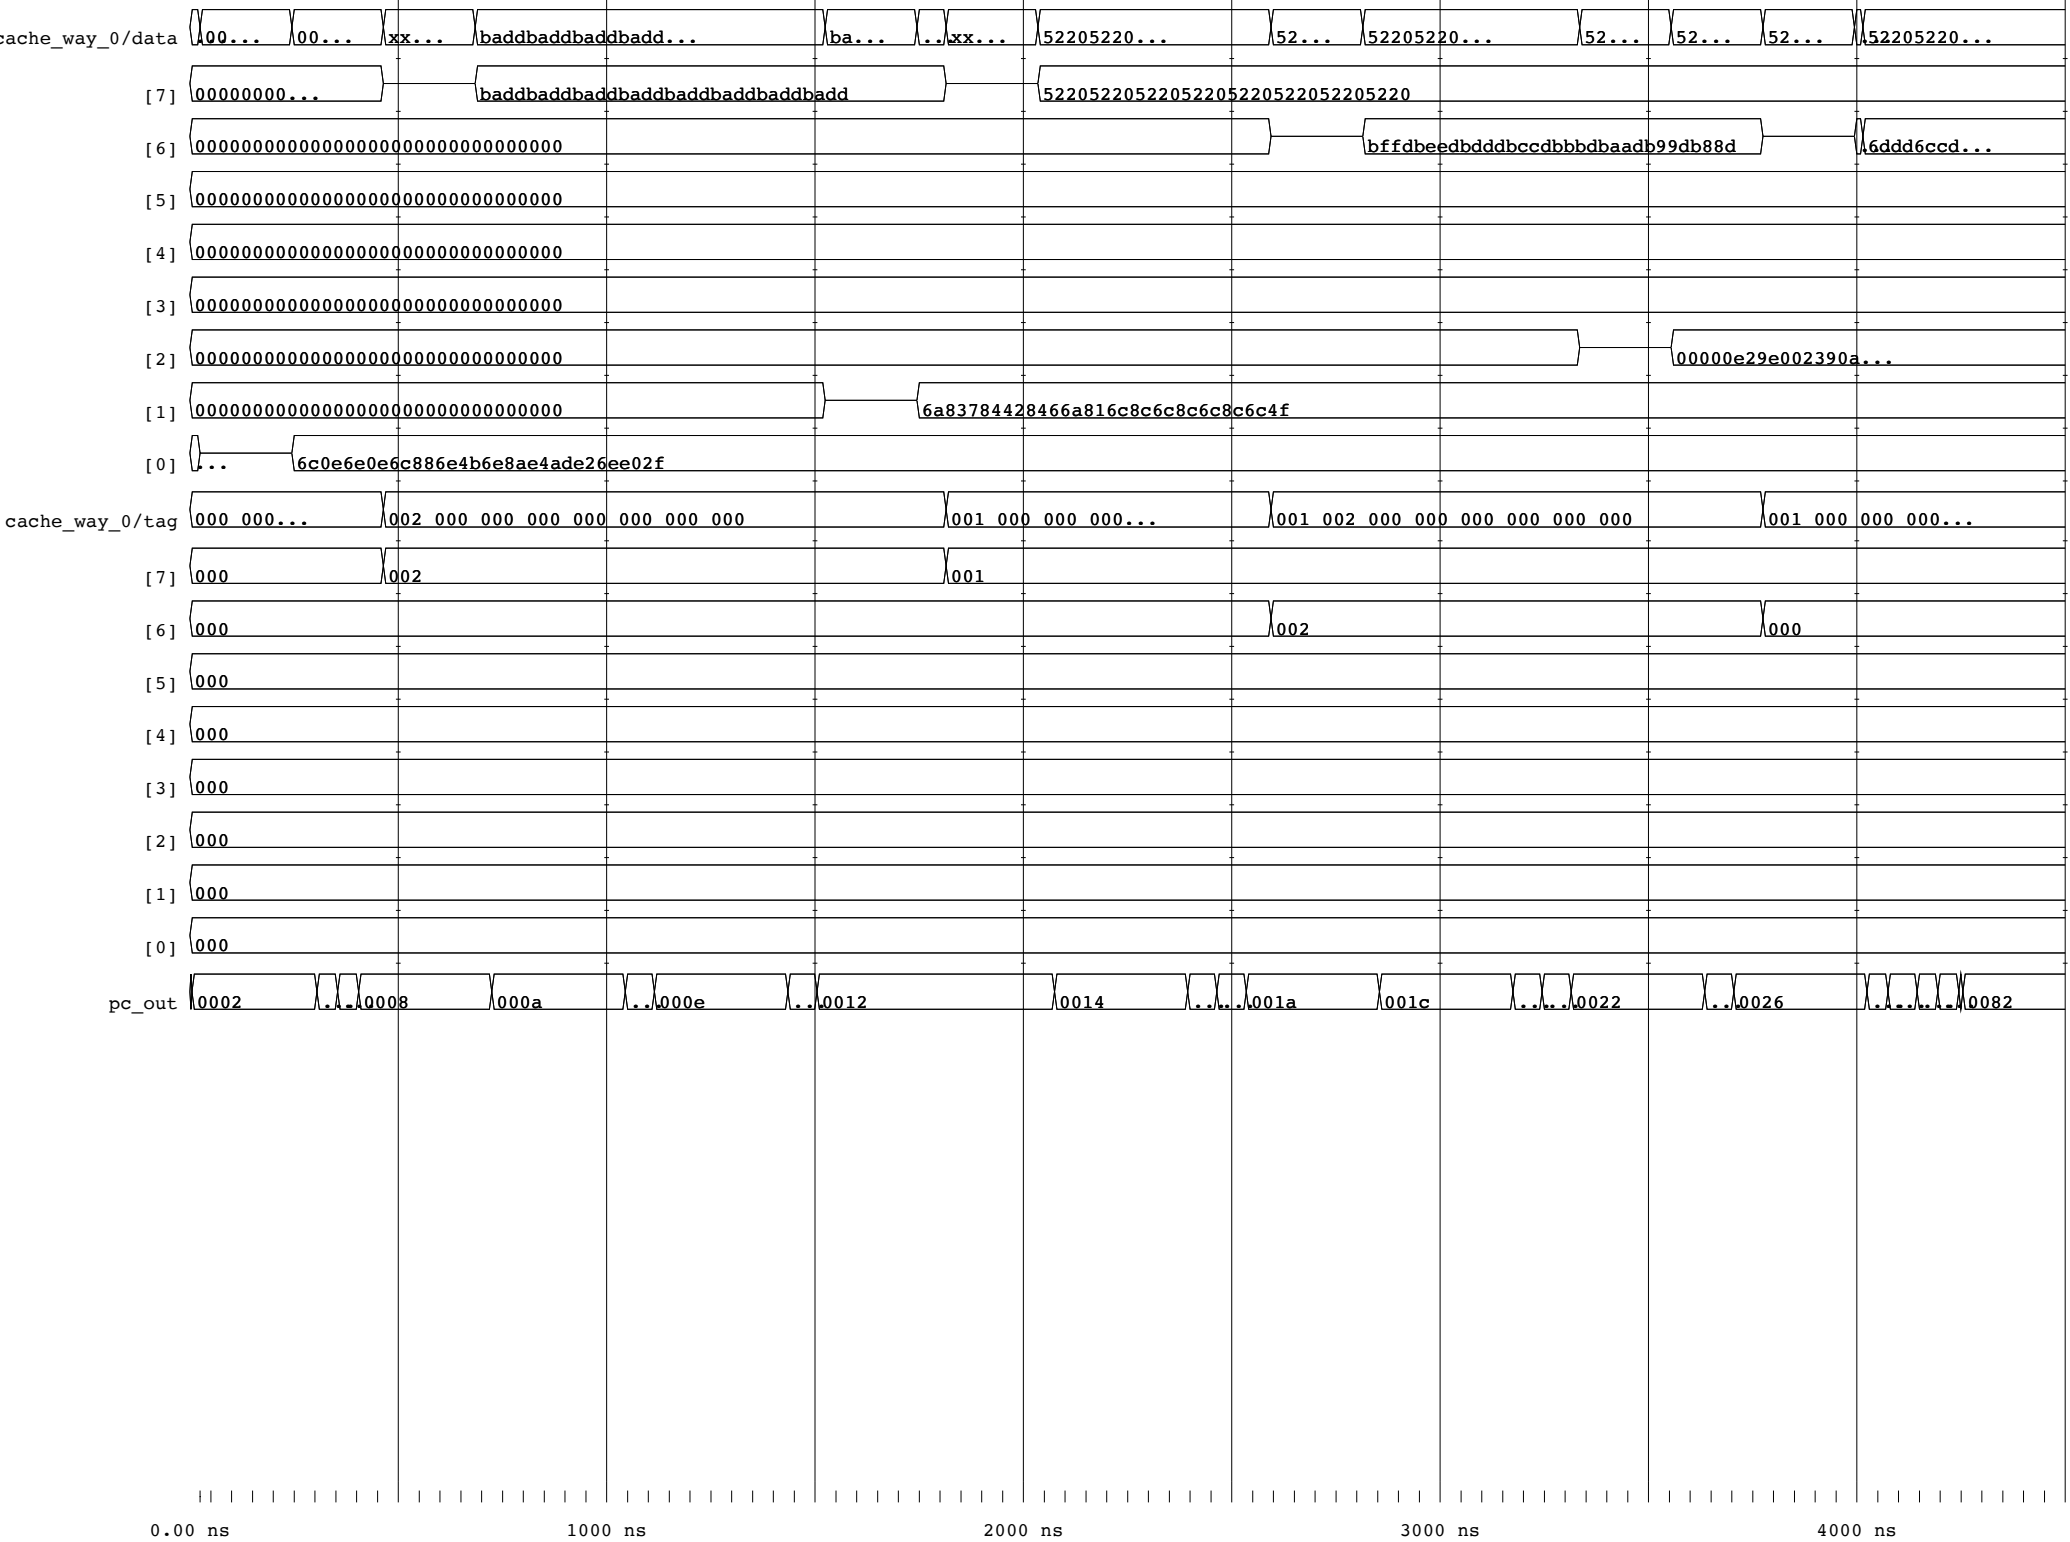 cache_way_0/data 00... 00... xx... baddbaddbaddbadd... ba... ... xx... 52205220... 52... 52205220... 52... 52... 52... 52205220...
[7] 00000000... baddbaddbaddbaddbaddbaddbaddbadd 52205220522052205220522052205220
[6] 00000000000000000000000000000000 bffdbeedbdddbccdbbbdbaadb99db88d 6ddd6ccd...
[5] 00000000000000000000000000000000
[4] 00000000000000000000000000000000
[3] 00000000000000000000000000000000
[2] 00000000000000000000000000000000 00000e29e002390a...
[1] 00000000000000000000000000000000 6a83784428466a816c8c6c8c6c8c6c4f
[0] ... 6c0e6e0e6c886e4b6e8ae4ade26ee02f
cache_way_0/tag 000 000... 002 000 000 000 000 000 000 000 001 000 000 000... 001 002 000 000 000 000 000 000 001 000 000 000...
[7] 000 002 001
[6] 000 002 000
[5] 000
[4] 000
[3] 000
[2] 000
[1] 000
[0] 000
pc_out 0002 ... ... 0008 000a ... 000e ... 0012 0014 ... ... 001a 001c ... ... 0022 ... 0026 ... ... ... ... 0082
0.00 ns 1000 ns 2000 ns 3000 ns 4000 ns